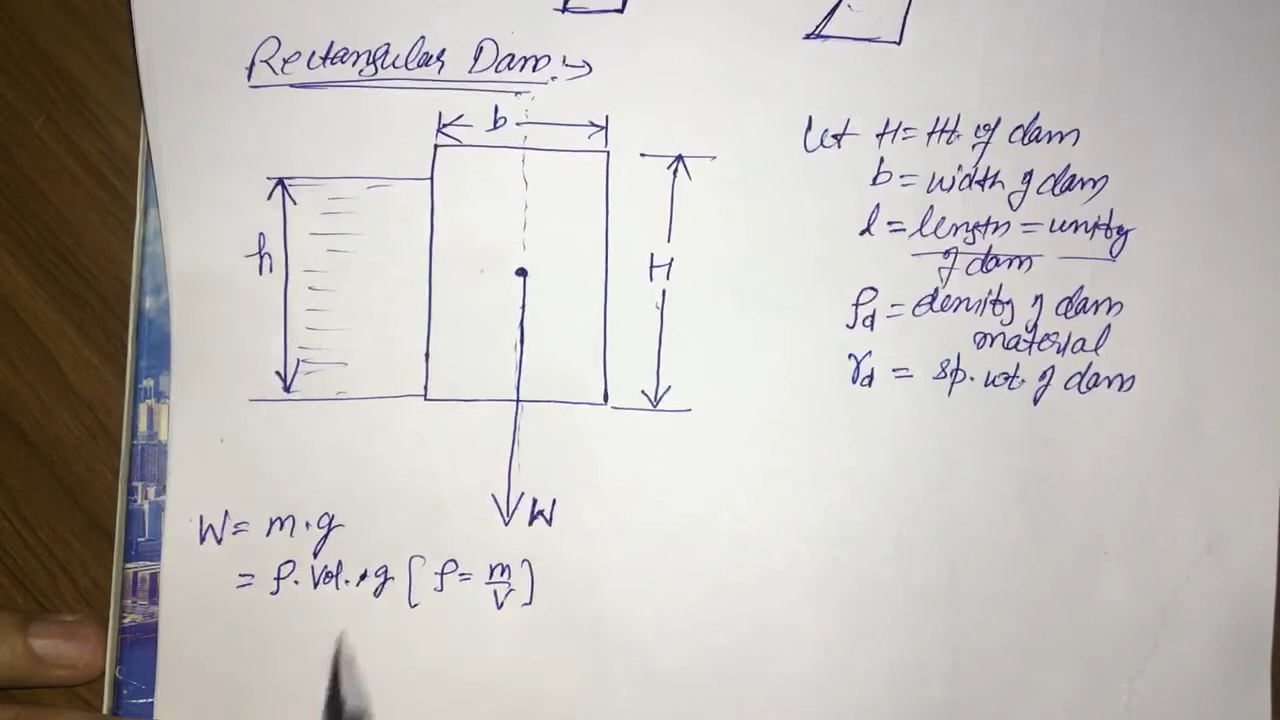 Rectangular Dam:→
b
h
H
W
Let H = Ht. of dam
b = width of dam
l = length = unity
of dam
ρd = density of dam
material
γd = sp. wt. of dam
W = m.g
= ρ. Vol. * g [ρ = m/V]